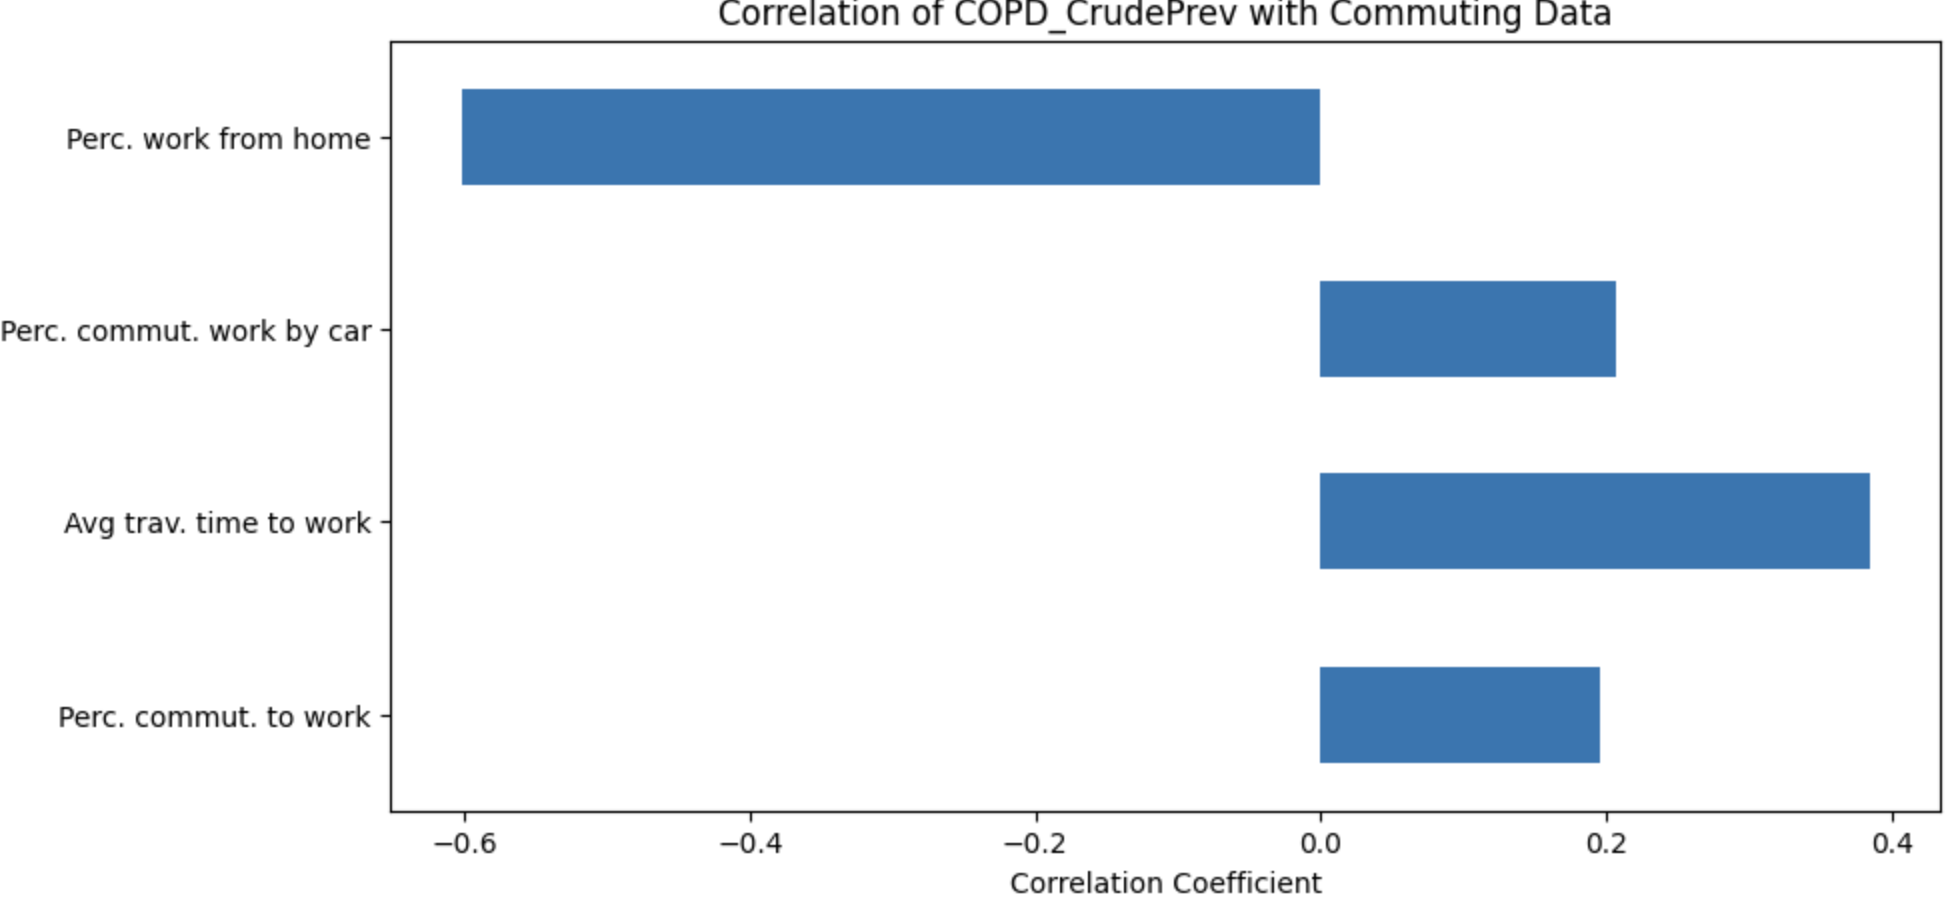 Correlation of COPD_CrudePrev with Commuting Data
Perc. work from home
Perc. commut. work by car
Avg trav. time to work
Perc. commut. to work
−0.6 −0.4 −0.2 0.0 0.2 0.4
Correlation Coefficient